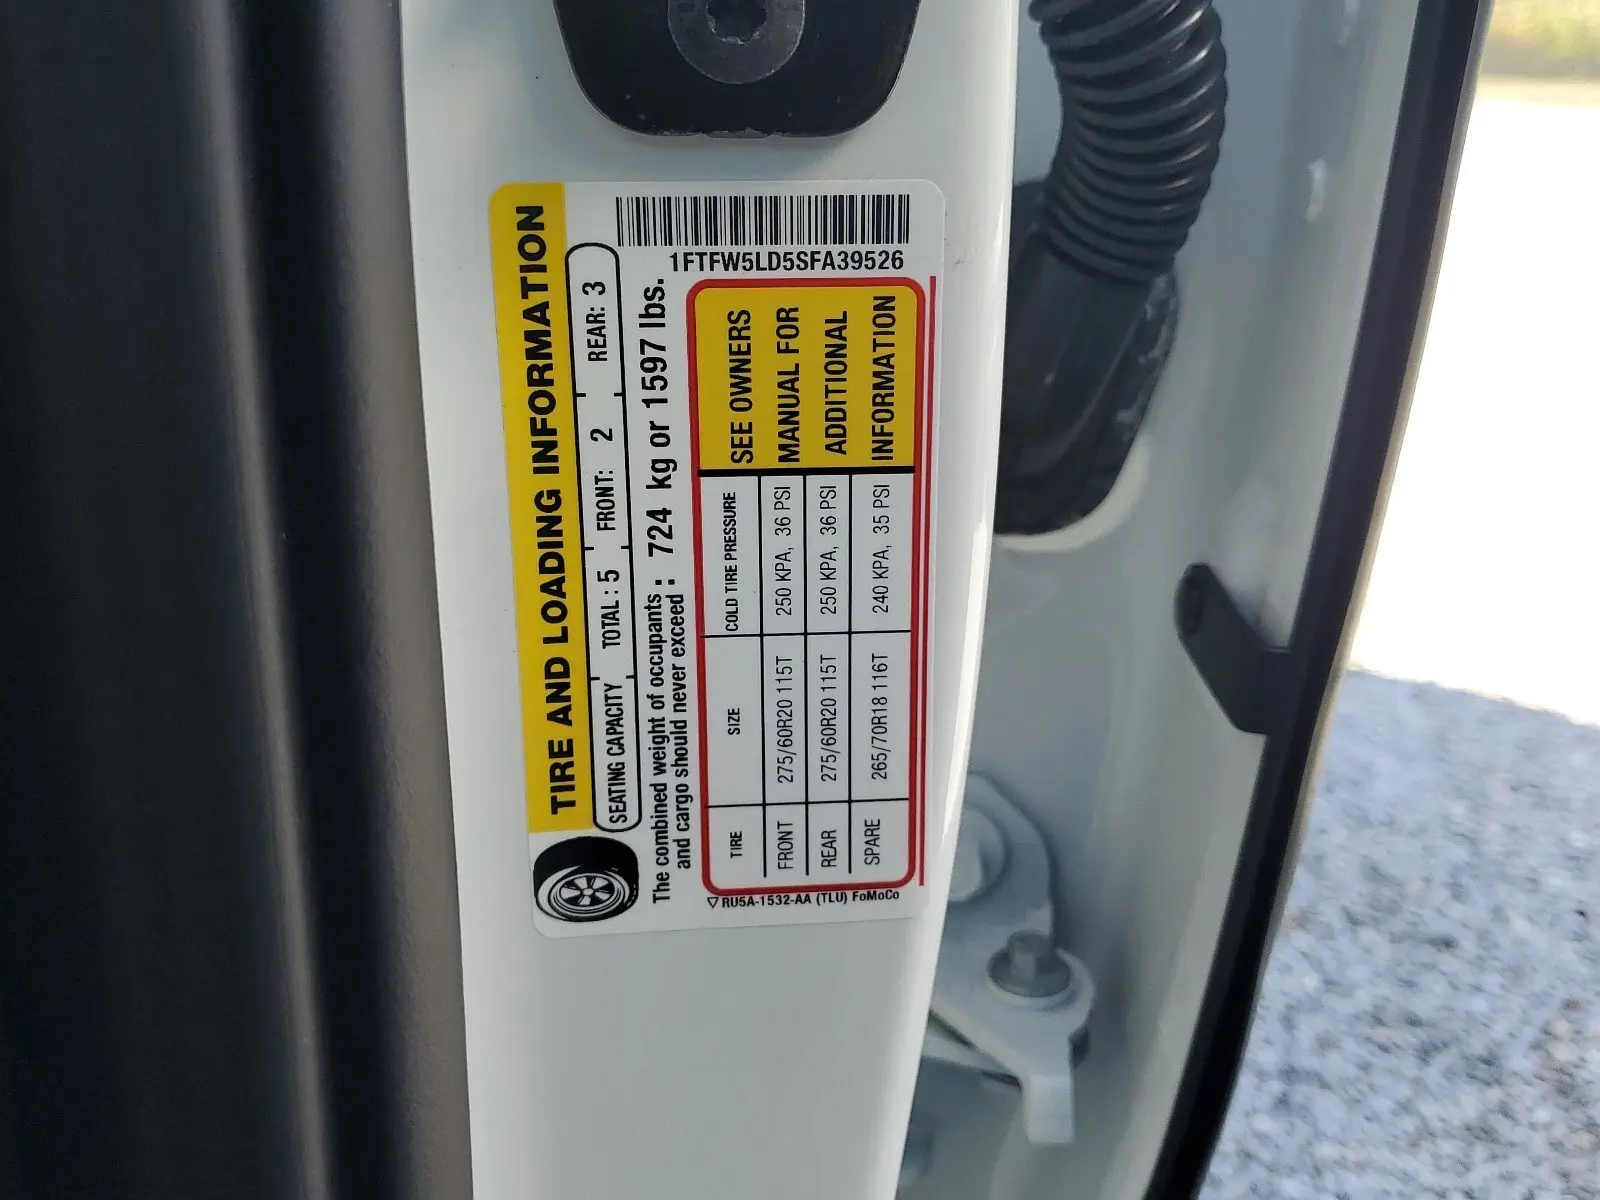 1FTFW5LD5SFA39526
TIRE AND LOADING INFORMATION
SEATING CAPACITY TOTAL: 5 FRONT: 2 REAR: 3
The combined weight of occupants
and cargo should never exceed : 724 kg or 1597 lbs.
TIRE SIZE COLD TIRE PRESSURE
FRONT 275/60R20 115T 250 KPA, 36 PSI
REAR 275/60R20 115T 250 KPA, 36 PSI
SPARE 265/70R18 116T 240 KPA, 35 PSI
SEE OWNERS
MANUAL FOR
ADDITIONAL
INFORMATION
RU5A-1532-AA (TLU) FoMoCo